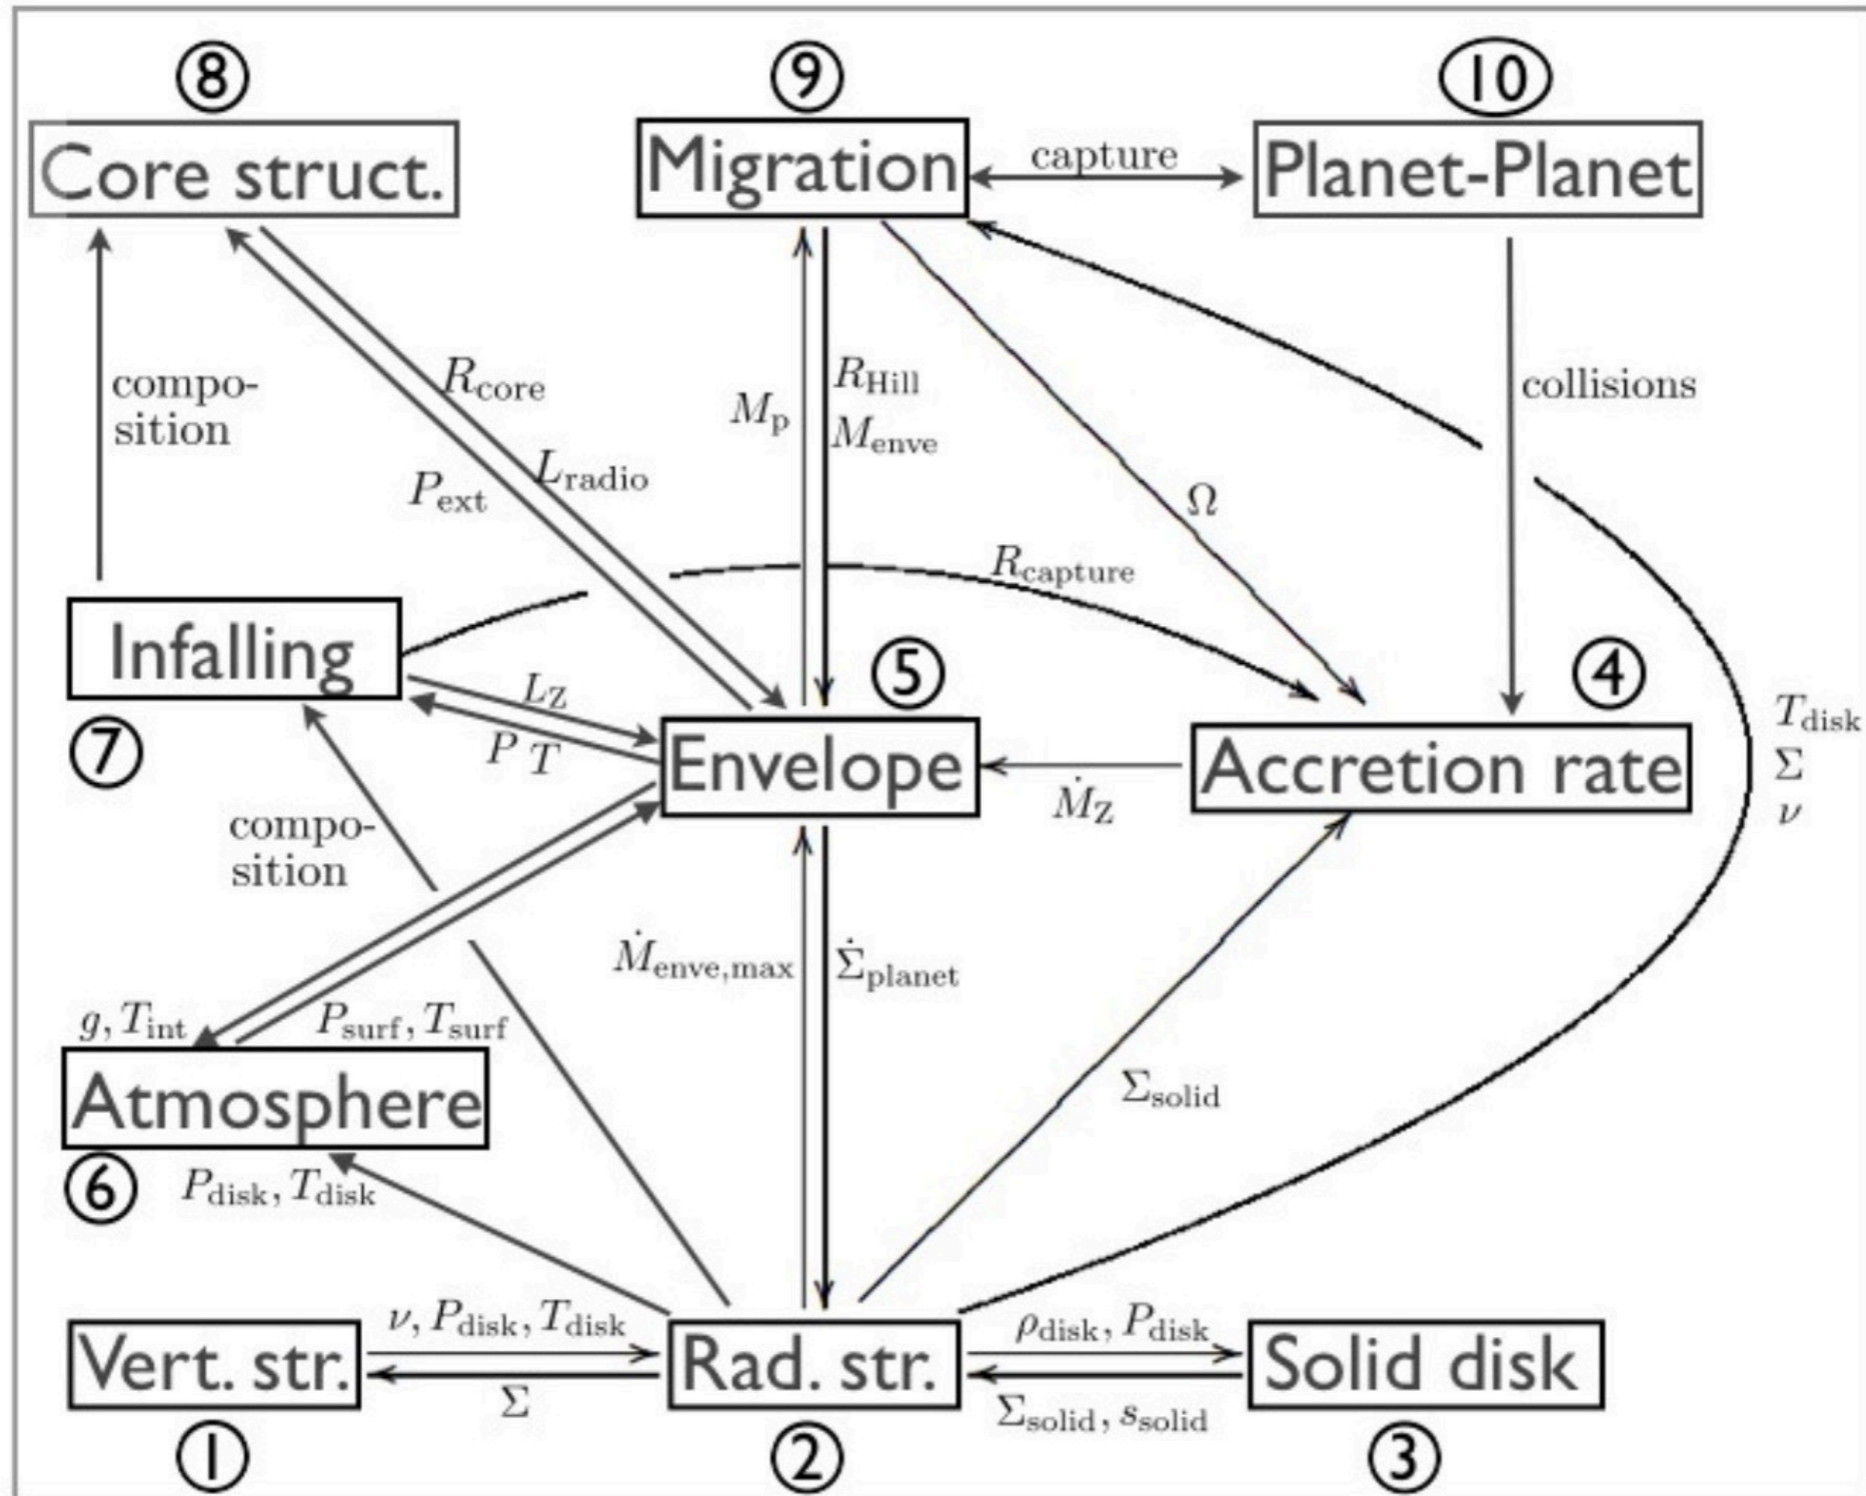 ⑧
⑨
⑩
Core struct.
Migration
capture
Planet-Planet
compo-
sition
R_core
L_radio
P_ext
M_p
R_Hill
M_enve
Ω
collisions
R_capture
Infalling
⑦
L_Z
P T
⑤
Envelope
④
Accretion rate
Ṁ_Z
T_disk
Σ
ν
compo-
sition
Ṁ_enve,max
Σ̇_planet
g, T_int
P_surf, T_surf
Atmosphere
⑥
P_disk, T_disk
Σ_solid
Vert. str.
①
ν, P_disk, T_disk
Σ
Rad. str.
②
ρ_disk, P_disk
Σ_solid, s_solid
Solid disk
③